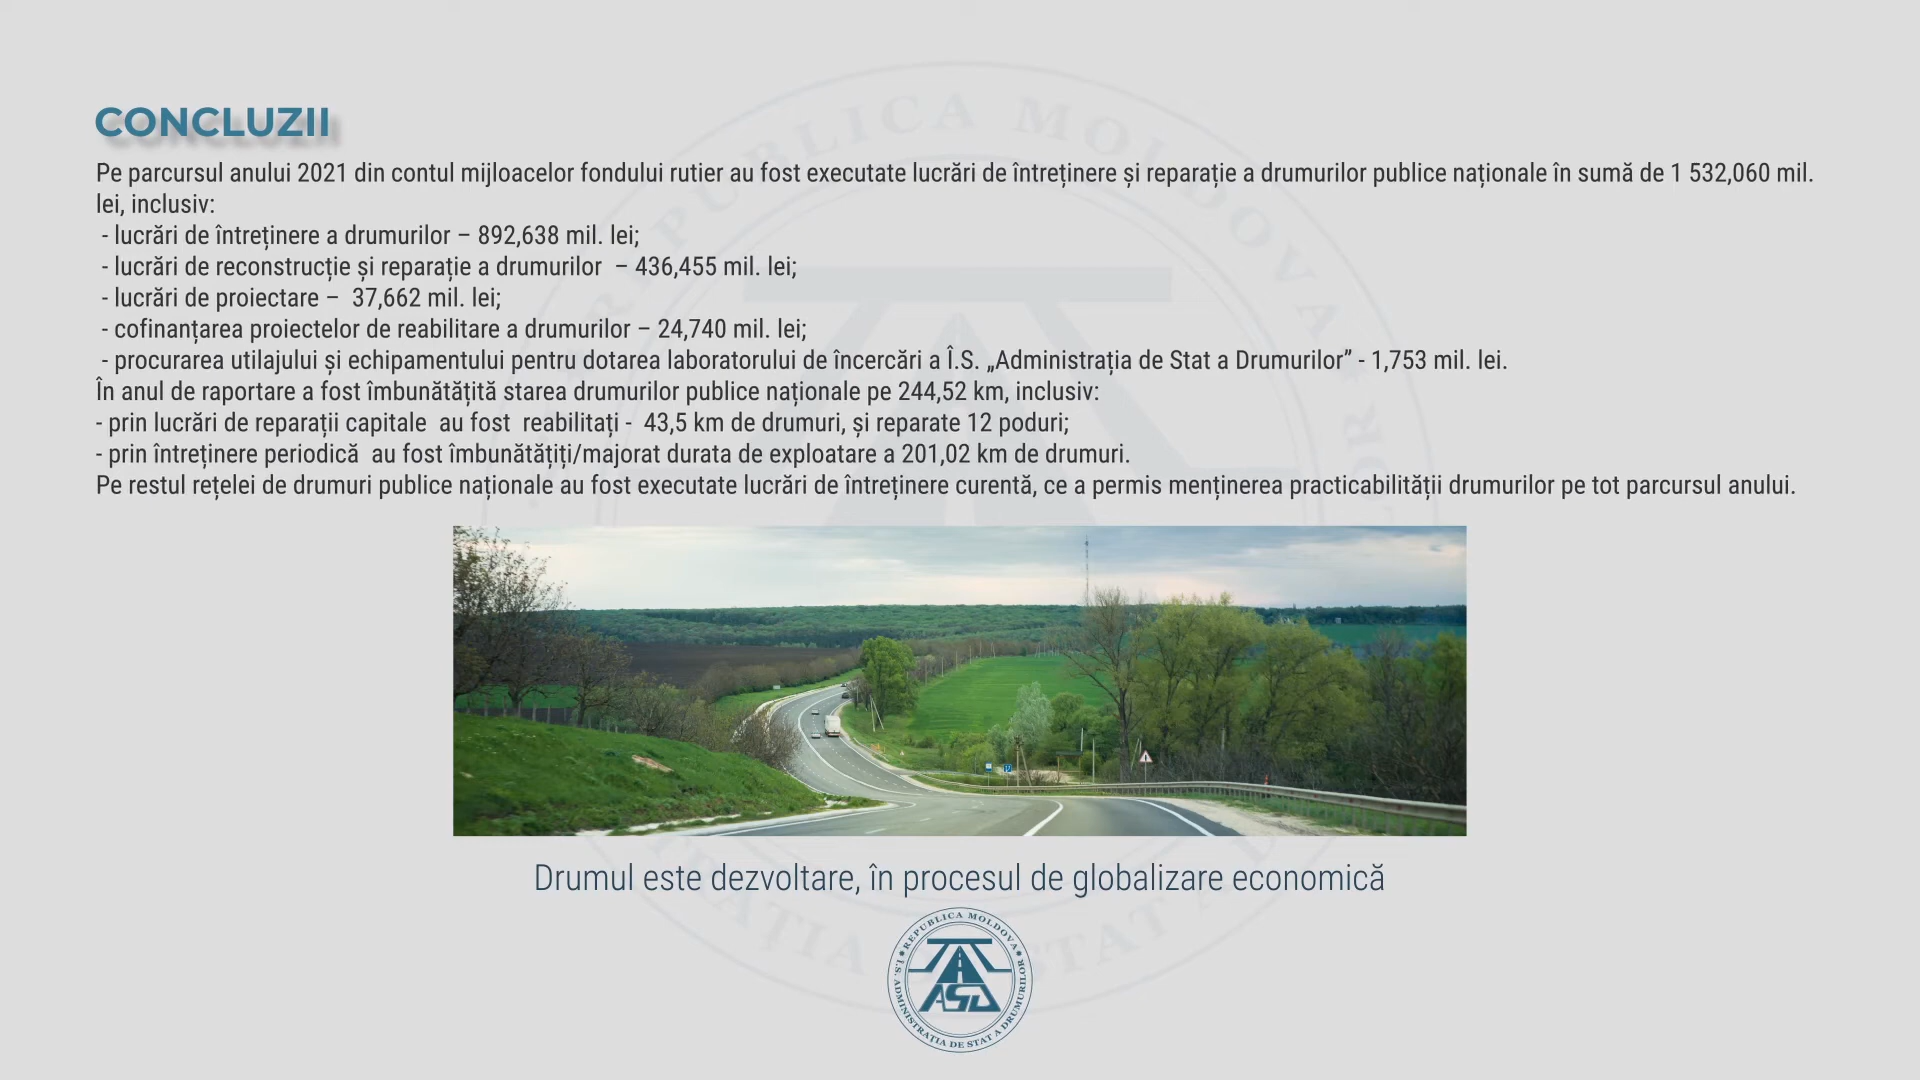 CONCLUZII
Pe parcursul anului 2021 din contul mijloacelor fondului rutier au fost executate lucrări de întreținere și reparație a drumurilor publice naționale în sumă de 1 532,060 mil.
lei, inclusiv:
- lucrări de întreținere a drumurilor – 892,638 mil. lei;
- lucrări de reconstrucție și reparație a drumurilor – 436,455 mil. lei;
- lucrări de proiectare – 37,662 mil. lei;
- cofinanțarea proiectelor de reabilitare a drumurilor – 24,740 mil. lei;
- procurarea utilajului și echipamentului pentru dotarea laboratorului de încercări a Î.S. „Administrația de Stat a Drumurilor” - 1,753 mil. lei.
În anul de raportare a fost îmbunătățită starea drumurilor publice naționale pe 244,52 km, inclusiv:
- prin lucrări de reparații capitale au fost reabilitați - 43,5 km de drumuri, și reparate 12 poduri;
- prin întreținere periodică au fost îmbunătățiți/majorat durata de exploatare a 201,02 km de drumuri.
Pe restul rețelei de drumuri publice naționale au fost executate lucrări de întreținere curentă, ce a permis menținerea practicabilității drumurilor pe tot parcursul anului.
Drumul este dezvoltare, în procesul de globalizare economică
REPUBLICA MOLDOVA
ASD
Î.S. ADMINISTRAȚIA DE STAT A DRUMURILOR